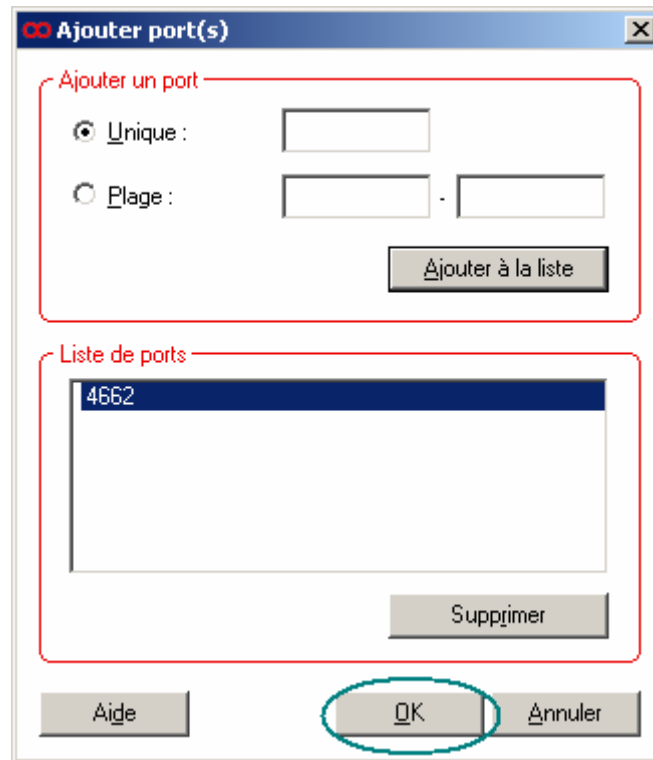 Ajouter port(s)
Ajouter un port
Unique :
Plage : -
Ajouter à la liste
Liste de ports
4662
Supprimer
Aide OK Annuler